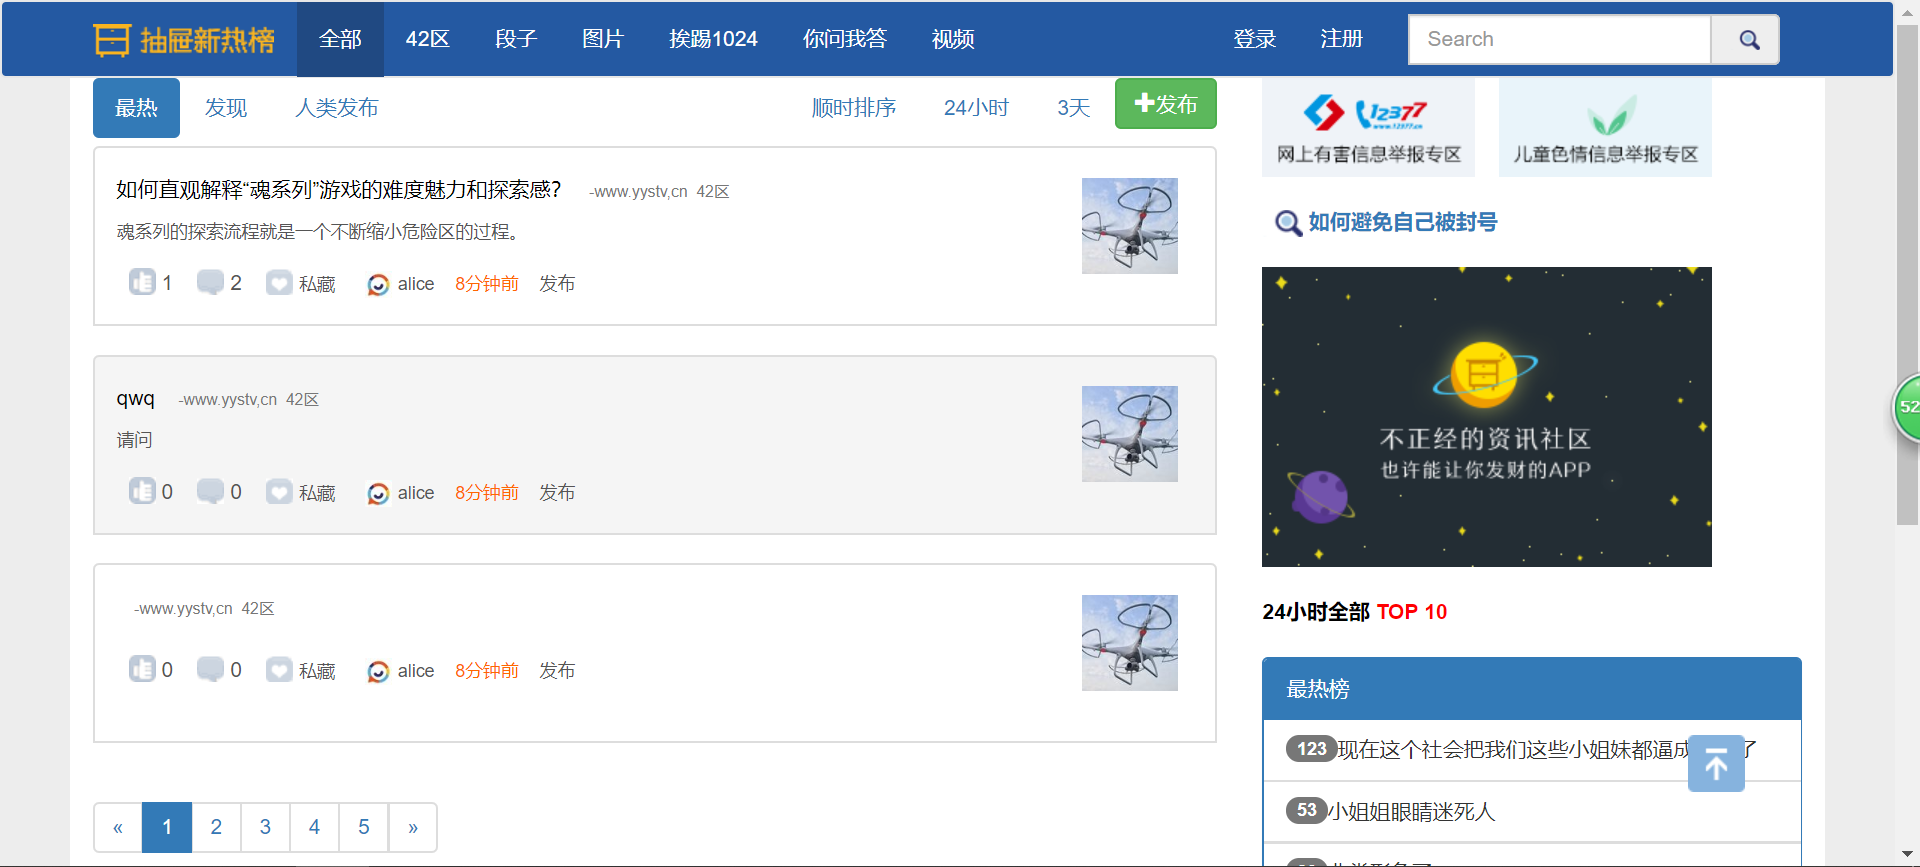 抽屉新热榜 全部 42区 段子 图片 挨踢1024 你问我答 视频 登录 注册 Search
最热 发现 人类发布 顺时排序 24小时 3天 发布
如何直观解释“魂系列”游戏的难度魅力和探索感? -www.yystv,cn 42区
魂系列的探索流程就是一个不断缩小危险区的过程。
1 2 私藏 alice 8分钟前 发布
qwq -www.yystv,cn 42区
请问
0 0 私藏 alice 8分钟前 发布
-www.yystv,cn 42区
0 0 私藏 alice 8分钟前 发布
« 1 2 3 4 5 »
12377
www.12377.cn
网上有害信息举报专区
儿童色情信息举报专区
如何避免自己被封号
不正经的资讯社区
也许能让你发财的APP
52
24小时全部 TOP 10
最热榜
123 现在这个社会把我们这些小姐妹都逼成 了
53 小姐姐眼睛迷死人